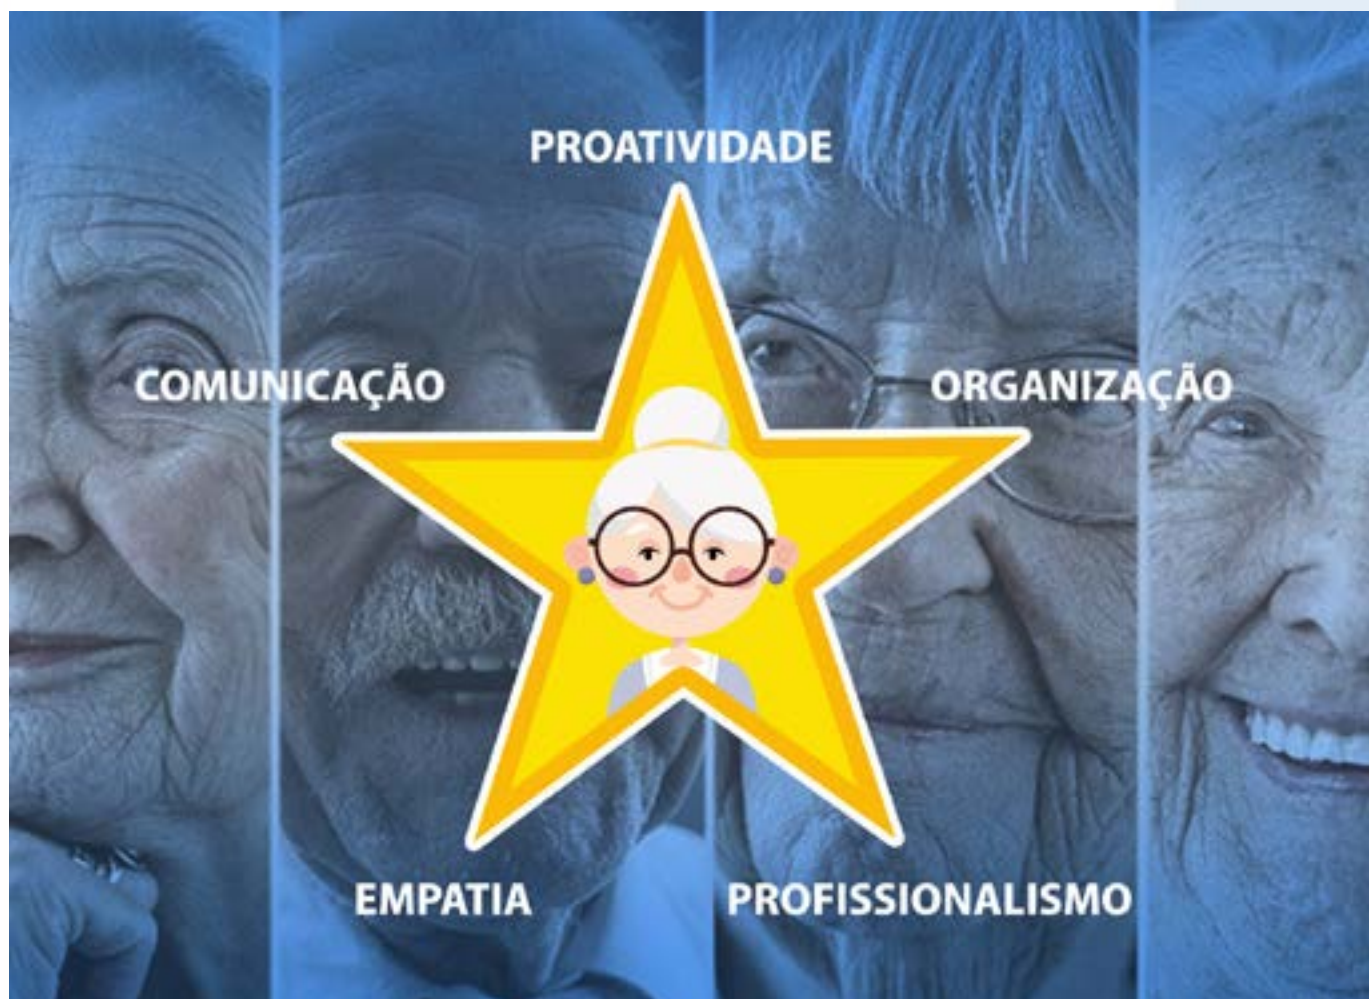 PROATIVIDADE
COMUNICAÇÃO
ORGANIZAÇÃO
EMPATIA
PROFISSIONALISMO